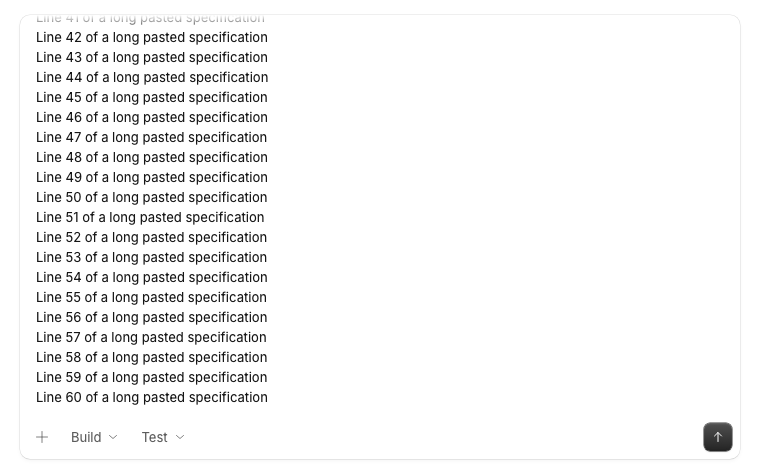 Line 41 of a long pasted specification
Line 42 of a long pasted specification
Line 43 of a long pasted specification
Line 44 of a long pasted specification
Line 45 of a long pasted specification
Line 46 of a long pasted specification
Line 47 of a long pasted specification
Line 48 of a long pasted specification
Line 49 of a long pasted specification
Line 50 of a long pasted specification
Line 51 of a long pasted specification
Line 52 of a long pasted specification
Line 53 of a long pasted specification
Line 54 of a long pasted specification
Line 55 of a long pasted specification
Line 56 of a long pasted specification
Line 57 of a long pasted specification
Line 58 of a long pasted specification
Line 59 of a long pasted specification
Line 60 of a long pasted specification
Build Test